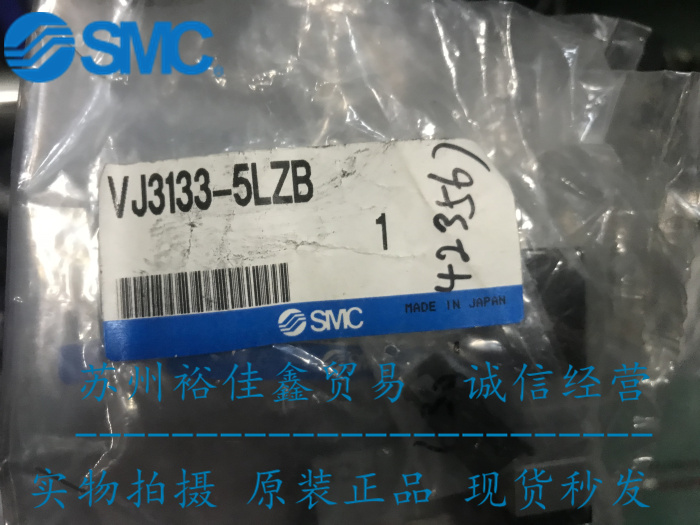 SMC.
VJ3133-5LZB
1
42356)
MADE IN JAPAN
SMC
苏州裕佳鑫贸易 诚信经营
实物拍摄 原装正品 现货秒发